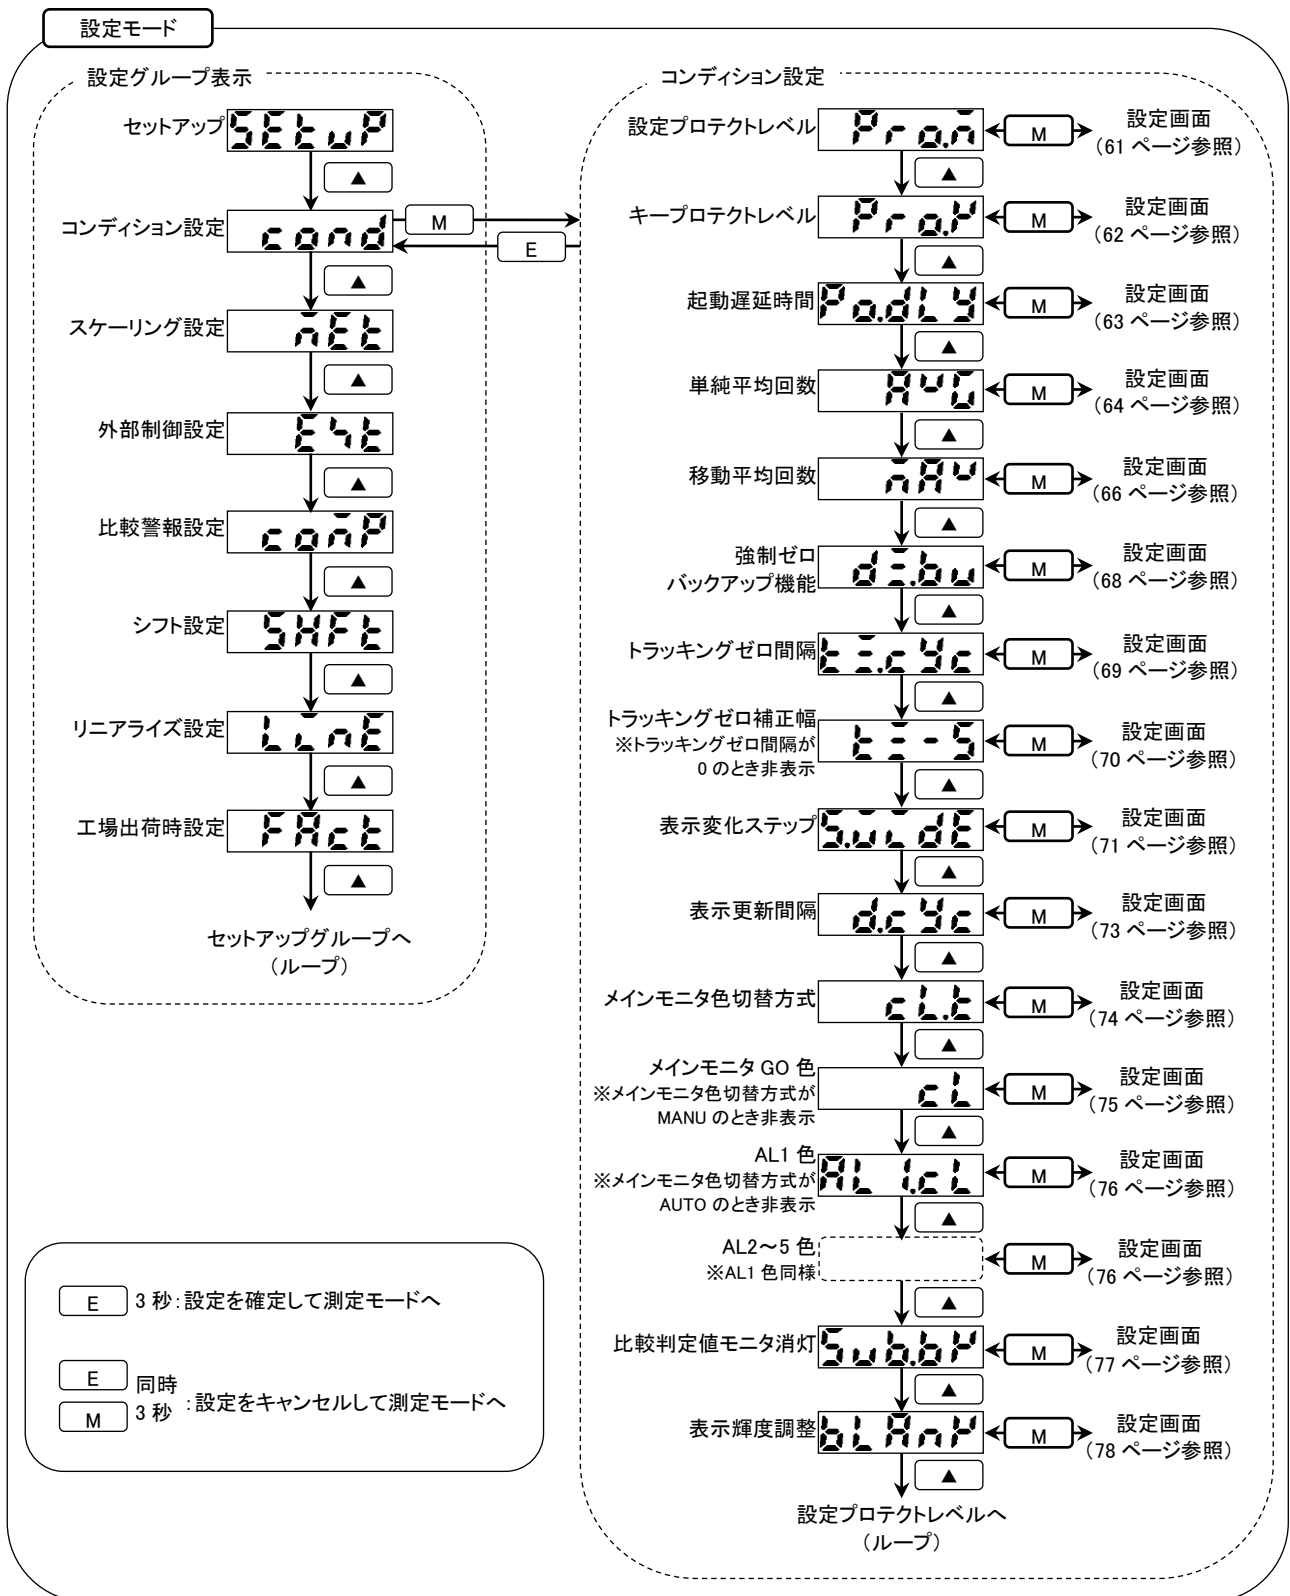 設定モード
設定グループ表示
セットアップ SEtuP
▲
コンディション設定 cond
M
E
▲
スケーリング設定 mEt
▲
外部制御設定 Ext
▲
比較警報設定 comP
▲
シフト設定 SHFt
▲
リニアライズ設定 LinE
▲
工場出荷時設定 FAct
▲
セットアップグループへ
(ループ)
コンディション設定
設定プロテクトレベル Pro.m M 設定画面
(61 ページ参照)
▲
キープロテクトレベル Pro.K M 設定画面
(62 ページ参照)
▲
起動遅延時間 Po.dLY M 設定画面
(63 ページ参照)
▲
単純平均回数 AvG M 設定画面
(64 ページ参照)
▲
移動平均回数 mAv M 設定画面
(66 ページ参照)
▲
強制ゼロ
バックアップ機能 dZ.bu M 設定画面
(68 ページ参照)
▲
トラッキングゼロ間隔 tZ.cYc M 設定画面
(69 ページ参照)
▲
トラッキングゼロ補正幅
※トラッキングゼロ間隔が
0 のとき非表示 tZ-S M 設定画面
(70 ページ参照)
▲
表示変化ステップ S.widE M 設定画面
(71 ページ参照)
▲
表示更新間隔 d.cYc M 設定画面
(73 ページ参照)
▲
メインモニタ色切替方式 cL.t M 設定画面
(74 ページ参照)
▲
メインモニタ GO 色
※メインモニタ色切替方式が
MANU のとき非表示 cL M 設定画面
(75 ページ参照)
▲
AL1 色
※メインモニタ色切替方式が
AUTO のとき非表示 AL1.cL M 設定画面
(76 ページ参照)
▲
AL2~5 色
※AL1 色同様 M 設定画面
(76 ページ参照)
▲
比較判定値モニタ消灯 Sub.bK M 設定画面
(77 ページ参照)
▲
表示輝度調整 bLAnK M 設定画面
(78 ページ参照)
▲
設定プロテクトレベルへ
(ループ)
E 3 秒:設定を確定して測定モードへ
E 同時
M 3 秒 :設定をキャンセルして測定モードへ